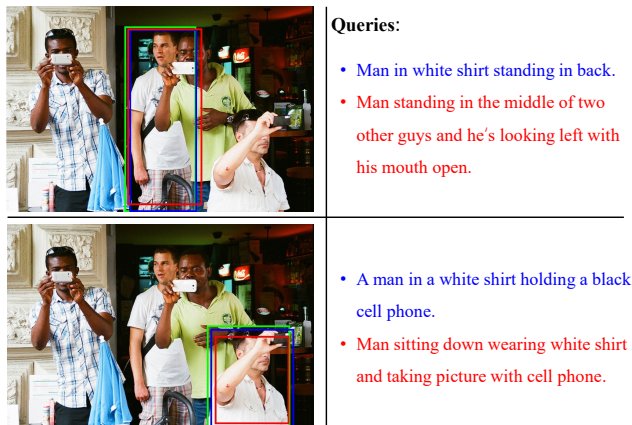 Queries:
• Man in white shirt standing in back.
• Man standing in the middle of two
other guys and he's looking left with
his mouth open.
• A man in a white shirt holding a black
cell phone.
• Man sitting down wearing white shirt
and taking picture with cell phone.